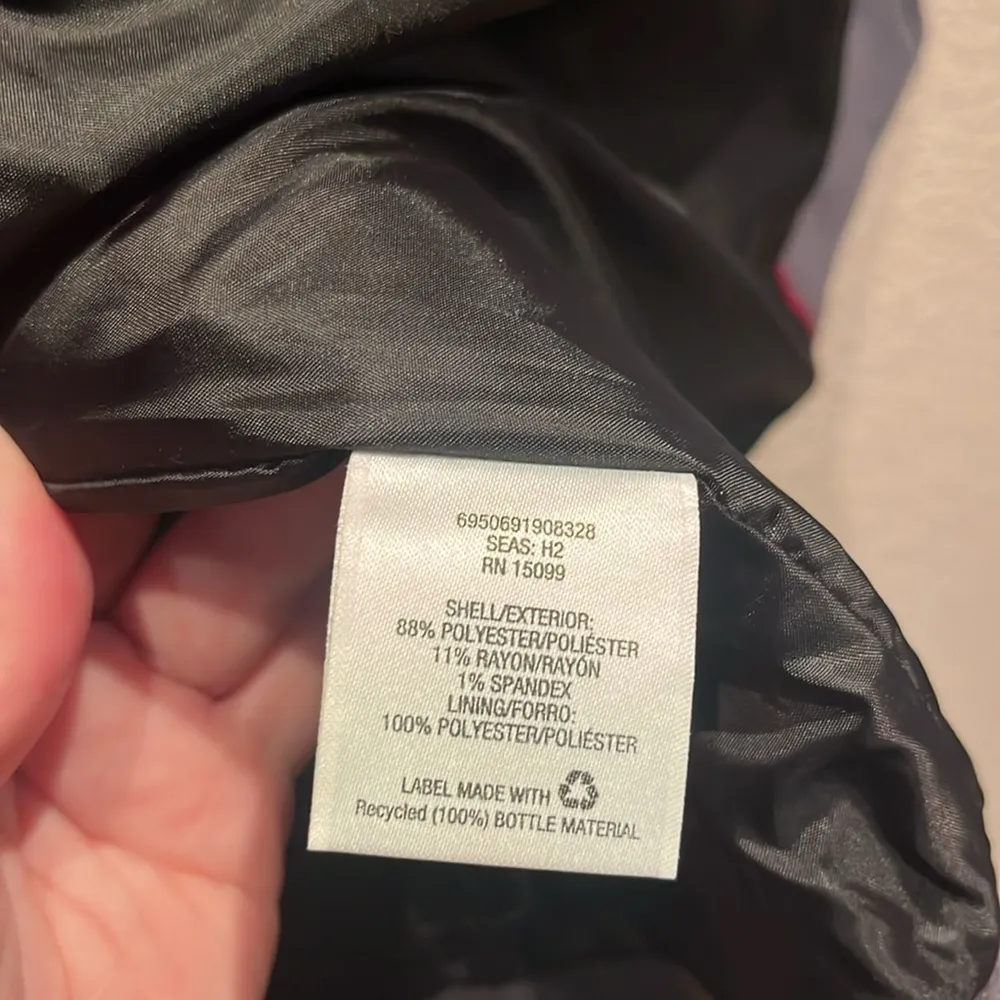 6950691908328
SEAS: H2
RN 15099
SHELL/EXTERIOR:
88% POLYESTER/POLIÉSTER
11% RAYON/RAYÓN
1% SPANDEX
LINING/FORRO:
100% POLYESTER/POLIÉSTER
LABEL MADE WITH
Recycled (100%) BOTTLE MATERIAL